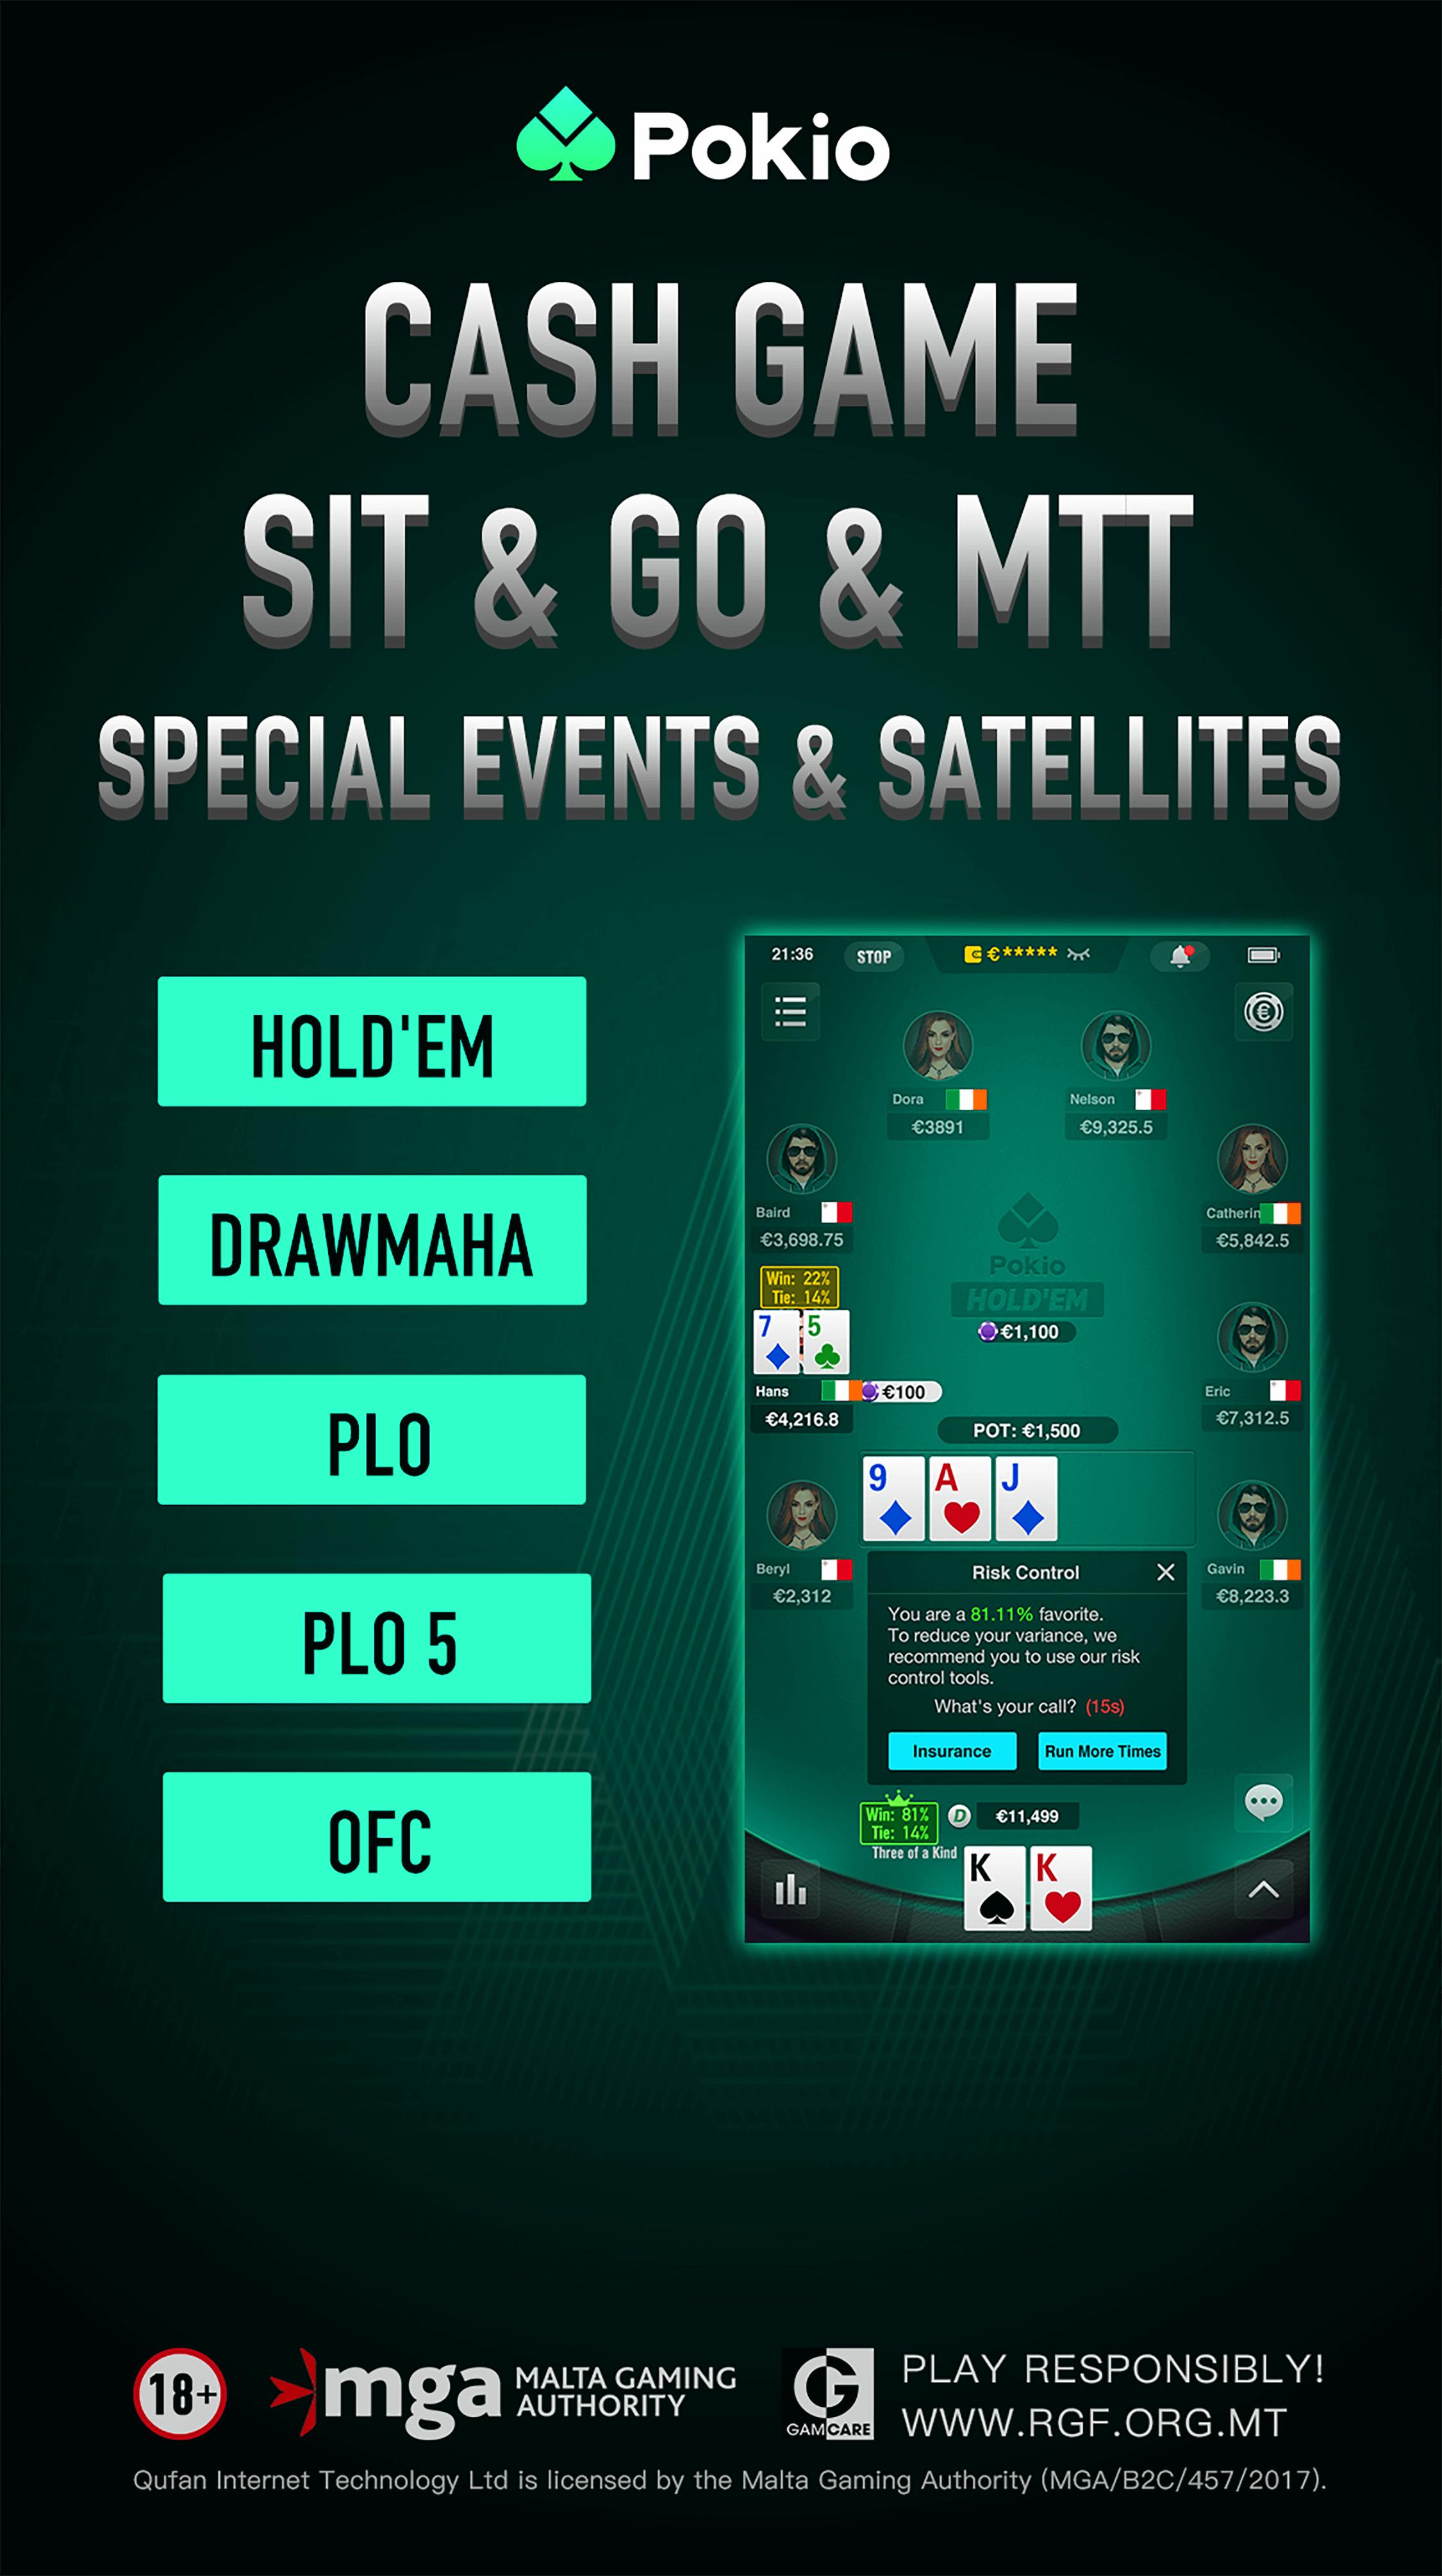 Pokio
CASH GAME
SIT & GO & MTT
SPECIAL EVENTS & SATELLITES
HOLD'EM
DRAWMAHA
PLO
PLO 5
OFC
21:36
STOP
€*****
€
Dora
€3891
Nelson
€9,325.5
Baird
€3,698.75
Catherin
€5,842.5
Pokio
HOLD'EM
€1,100
Win: 22%
Tie: 14%
7
5
Hans
€100
€4,216.8
Eric
€7,312.5
POT: €1,500
9
A
J
Beryl
€2,312
Gavin
€8,223.3
Risk Control
You are a 81.11% favorite.
To reduce your variance, we
recommend you to use our risk
control tools.
What's your call? (15s)
Insurance
Run More Times
Win: 81%
Tie: 14%
D
€11,499
Three of a Kind
K
K
18+
mga
MALTA GAMING
AUTHORITY
G
GAMCARE
PLAY RESPONSIBLY!
WWW.RGF.ORG.MT
Qufan Internet Technology Ltd is licensed by the Malta Gaming Authority (MGA/B2C/457/2017).